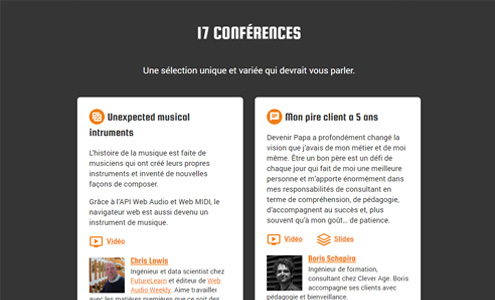 17 CONFÉRENCES
Une sélection unique et variée qui devrait vous parler.
Unexpected musical
intruments
L'histoire de la musique est faite de
musiciens qui ont créé leurs propres
instruments et inventé de nouvelles
façons de composer.
Grâce à l'API Web Audio et Web MIDI, le
navigateur web est aussi devenu un
instrument de musique.
Vidéo
Chris Lowis
Ingénieur et data scientist chez
FutureLearn et éditeur de Web
Audio Weekly. Aime travailler
avec les matières premières que ce soit des
Mon pire client a 5 ans
Devenir Papa a profondément changé la
vision que j'avais de mon métier et de moi
même. Être un bon père est un défi de
chaque jour qui fait de moi une meilleure
personne et m'apporte énormément dans
mes responsabilités de consultant en
terme de compréhension, de pédagogie,
d'accompagnement au succès et, plus
souvent qu'à mon goût... de patience.
Vidéo
Slides
Boris Schapira
Ingénieur de formation,
consultant chez Clever Age. Boris
accompagne ses clients avec
pédagogie et bienveillance.